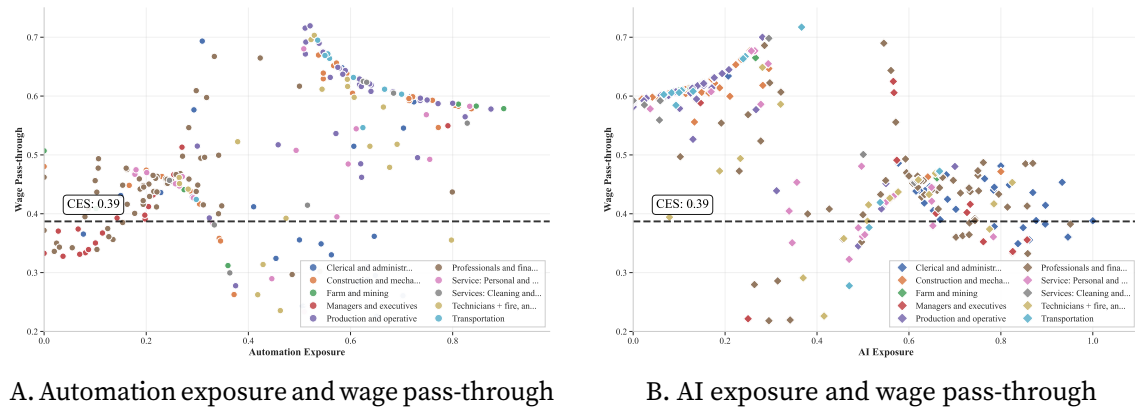 0.7
0.6
0.5
0.4
0.3
0.2
Wage Pass-through
CES: 0.39
Clerical and administr...
Construction and mecha...
Farm and mining
Managers and executives
Production and operative
Professionals and fina...
Service: Personal and ...
Services: Cleaning and...
Technicians + fire, an...
Transportation
0.0 0.2 0.4 0.6 0.8
Automation Exposure
A. Automation exposure and wage pass-through
0.7
0.6
0.5
0.4
0.3
0.2
Wage Pass-through
CES: 0.39
Clerical and administr...
Construction and mecha...
Farm and mining
Managers and executives
Production and operative
Professionals and fina...
Service: Personal and ...
Services: Cleaning and...
Technicians + fire, an...
Transportation
0.0 0.2 0.4 0.6 0.8 1.0
AI Exposure
B. AI exposure and wage pass-through